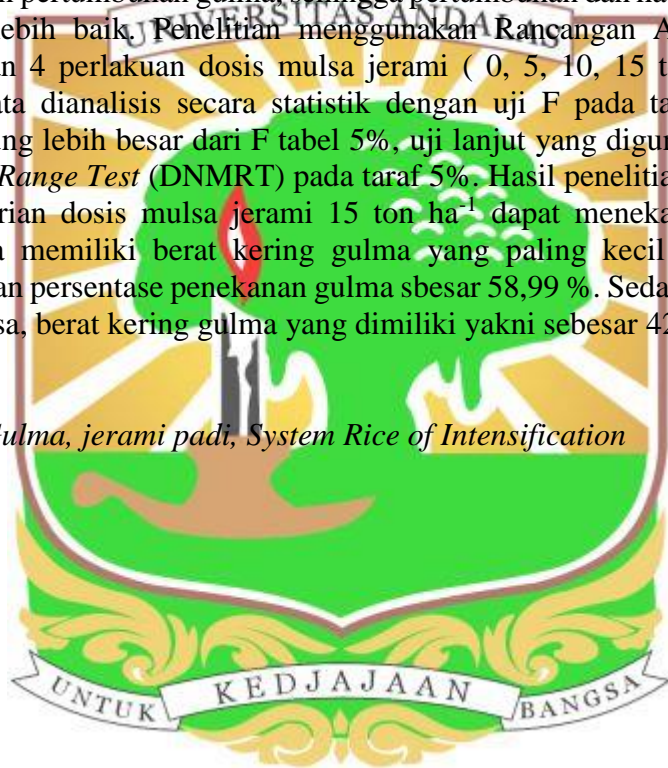 pertumbuhan gulma, sehingga pertumbuhan dan ha
UNIVERSITAS ANDALAS
lebih baik. Penelitian menggunakan Rancangan A
n 4 perlakuan dosis mulsa jerami ( 0, 5, 10, 15 t
ta dianalisis secara statistik dengan uji F pada ta
ng lebih besar dari F tabel 5%, uji lanjut yang digu
Range Test (DNMRT) pada taraf 5%. Hasil penelitia
rian dosis mulsa jerami 15 ton ha-1 dapat meneka
a memiliki berat kering gulma yang paling kecil
an persentase penekanan gulma sbesar 58,99 %. Seda
sa, berat kering gulma yang dimiliki yakni sebesar 42
ulma, jerami padi, System Rice of Intensification
UNTUK KEDJAJAAN BANGSA